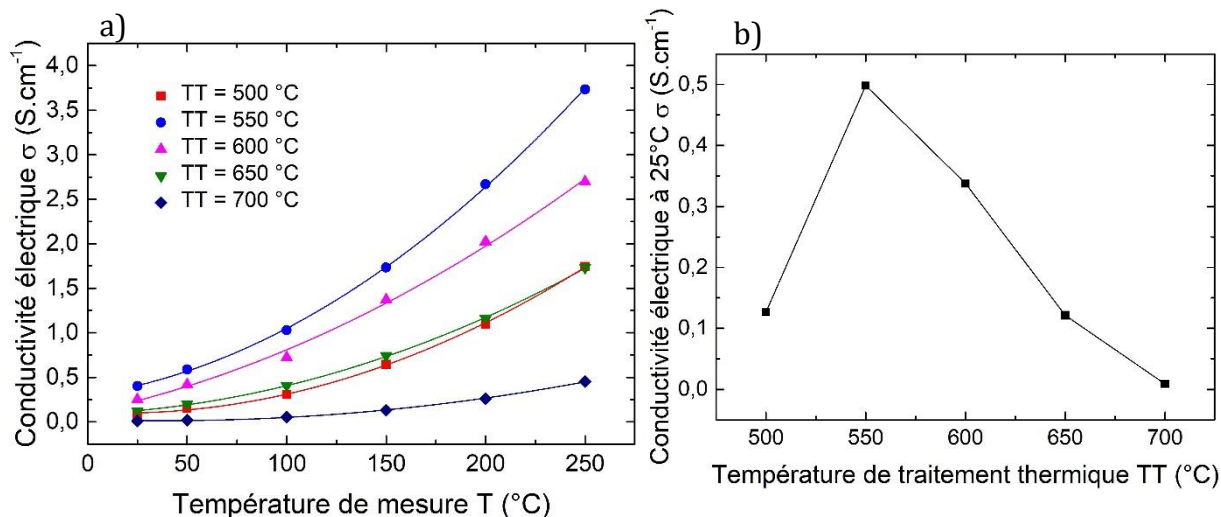 a)
Conductivité électrique σ (S.cm⁻¹)
4,0
3,5
3,0
2,5
2,0
1,5
1,0
0,5
0,0
TT = 500 °C
TT = 550 °C
TT = 600 °C
TT = 650 °C
TT = 700 °C
0 50 100 150 200 250
Température de mesure T (°C)
b)
Conductivité électrique à 25°C σ (S.cm⁻¹)
0,5
0,4
0,3
0,2
0,1
0,0
500 550 600 650 700
Température de traitement thermique TT (°C)